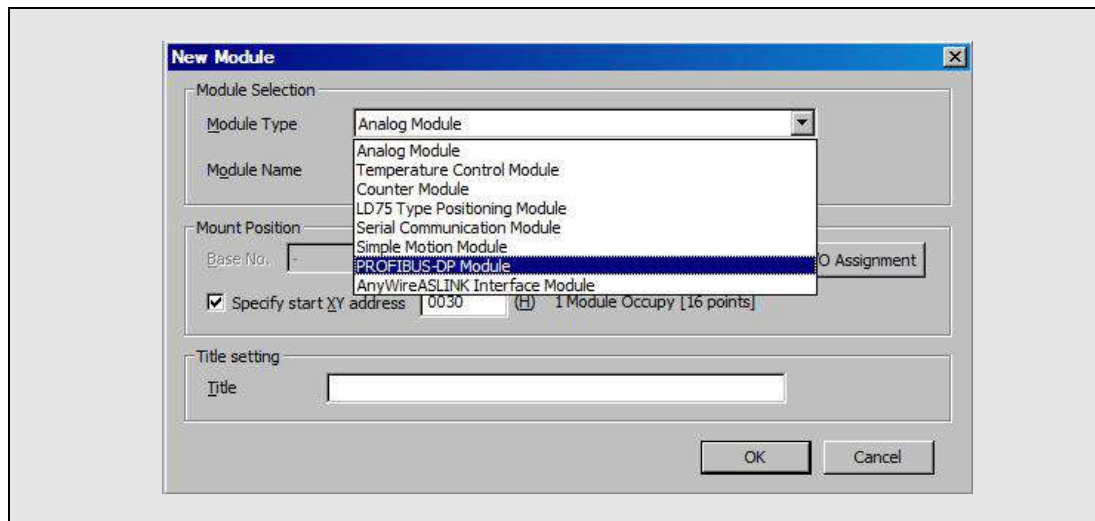 New Module
Module Selection
Module Type
Analog Module
Analog Module
Temperature Control Module
Module Name
Counter Module
LD75 Type Positioning Module
Mount Position
Serial Communication Module
Simple Motion Module
Base No. -
PROFIBUS-DP Module
/O Assignment
AnyWireASLINK Interface Module
Specify start XY address 0030 (H) 1 Module Occupy [16 points]
Title setting
Title
OK Cancel